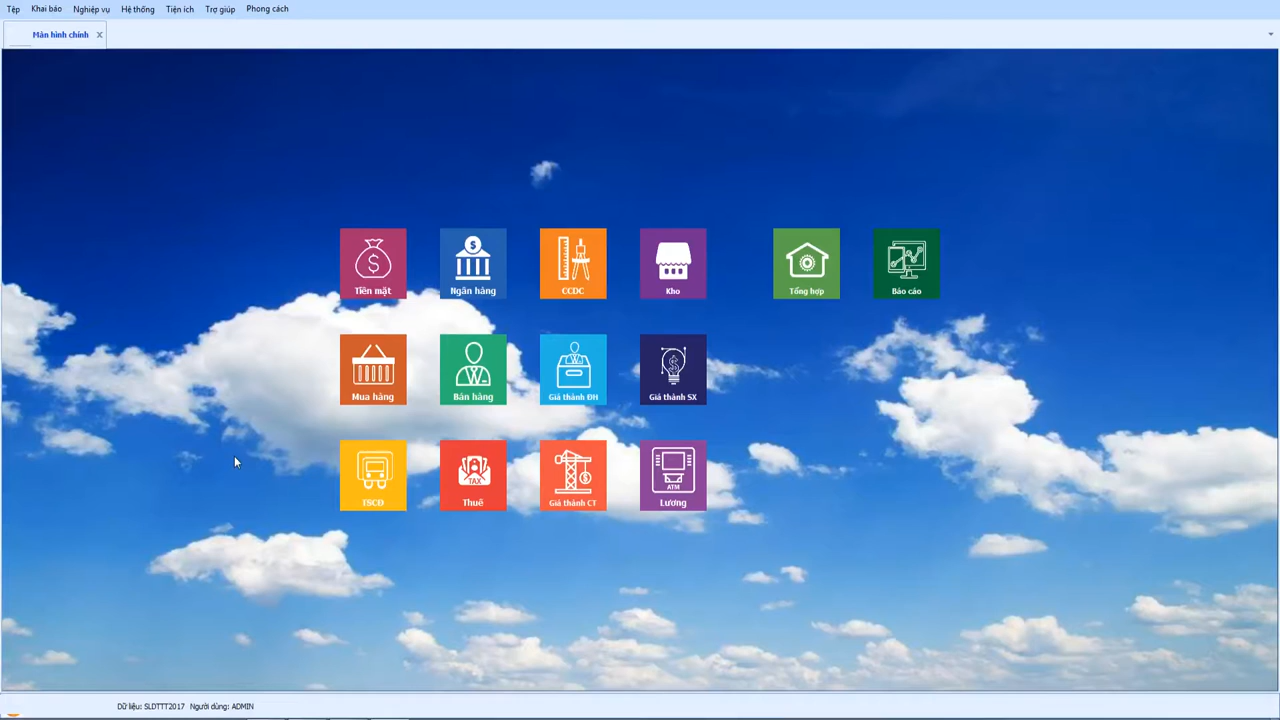 Tệp Khai báo Nghiệp vụ Hệ thống Tiện ích Trợ giúp Phong cách
Màn hình chính X
$ Tiền mặt
$ Ngân hàng
CCDC
Kho
Tổng hợp
Báo cáo
Mua hàng
Bán hàng
Giá thành ĐH
$ Giá thành SX
TSCĐ
TAX Thuế
$ Giá thành CT
ATM Lương
Dữ liệu: SLDTTT2017 Người dùng: ADMIN